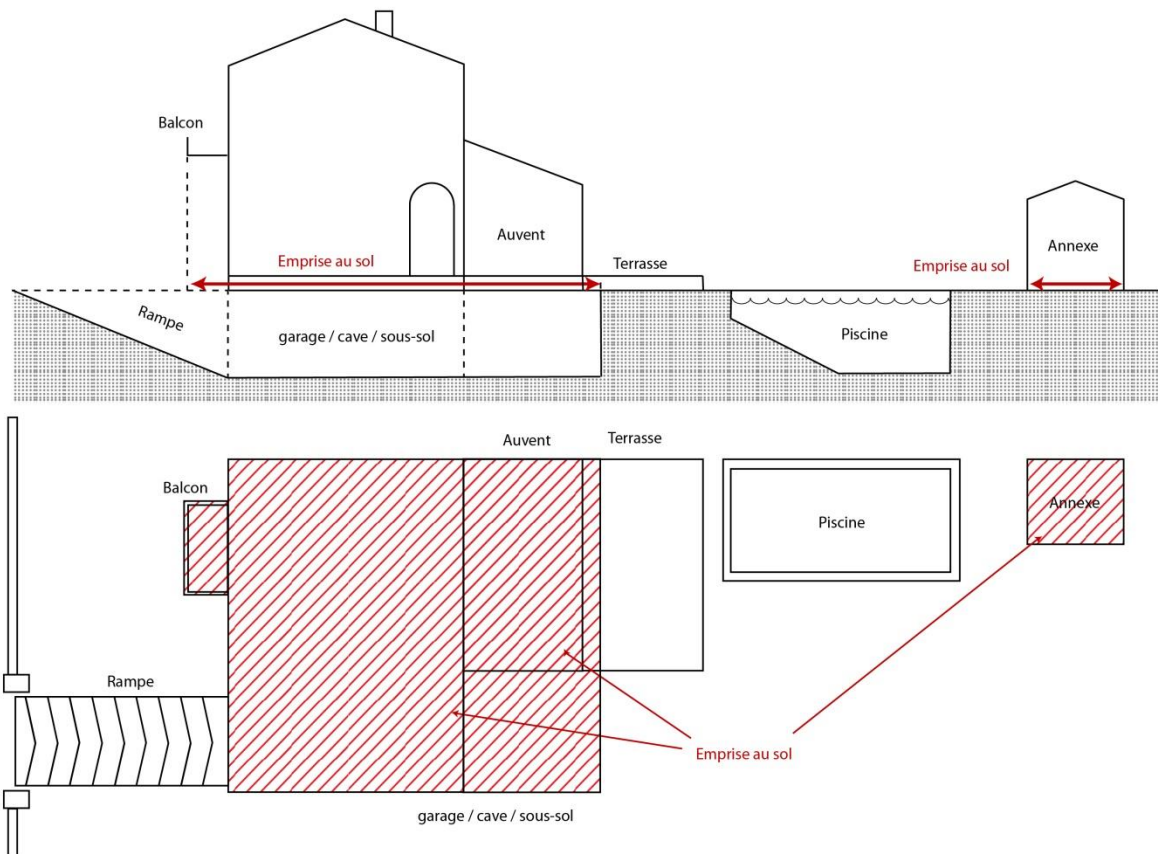 Balcon
Auvent
Annexe
Emprise au sol
Terrasse
Emprise au sol
Rampe
garage / cave / sous-sol
Piscine
Auvent
Terrasse
Balcon
Annexe
Piscine
Rampe
Emprise au sol
garage / cave / sous-sol